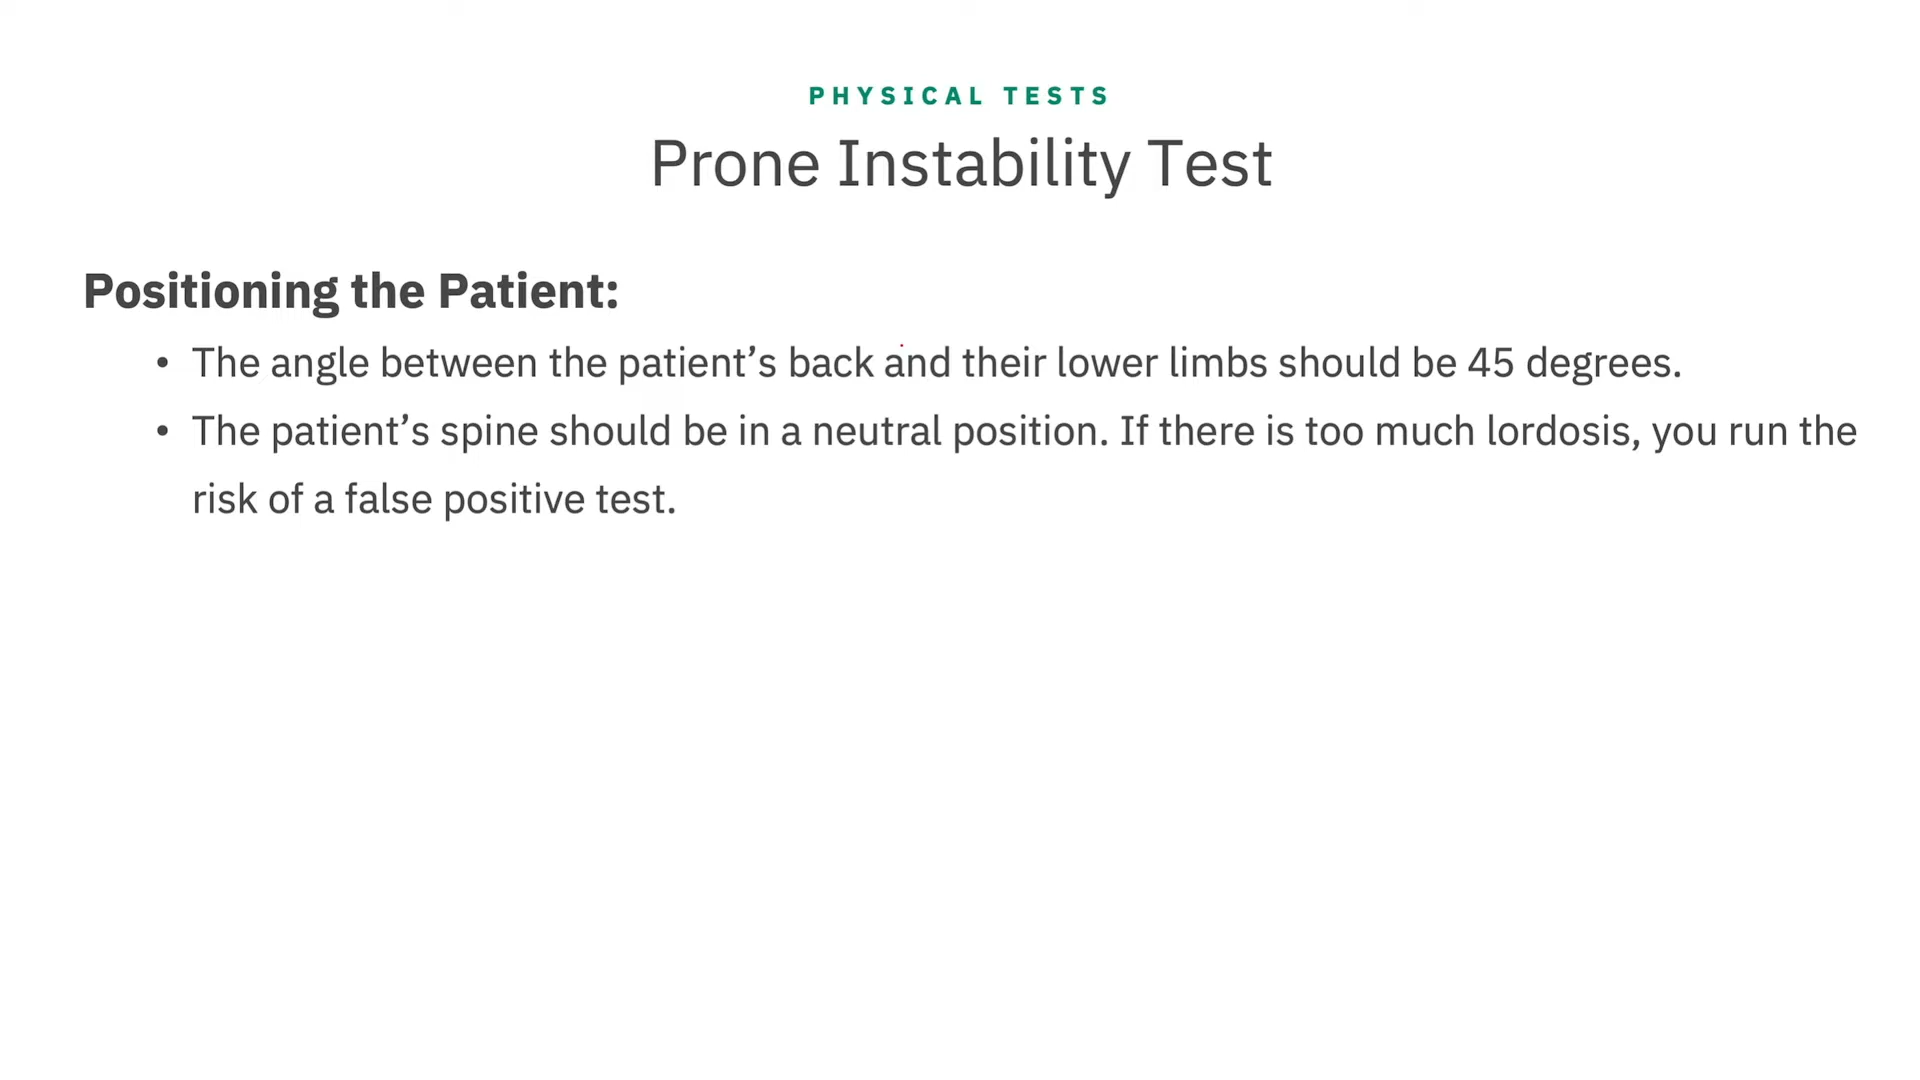 PHYSICAL TESTS
Prone Instability Test
Positioning the Patient:
• The angle between the patient’s back and their lower limbs should be 45 degrees.
• The patient’s spine should be in a neutral position. If there is too much lordosis, you run the
risk of a false positive test.